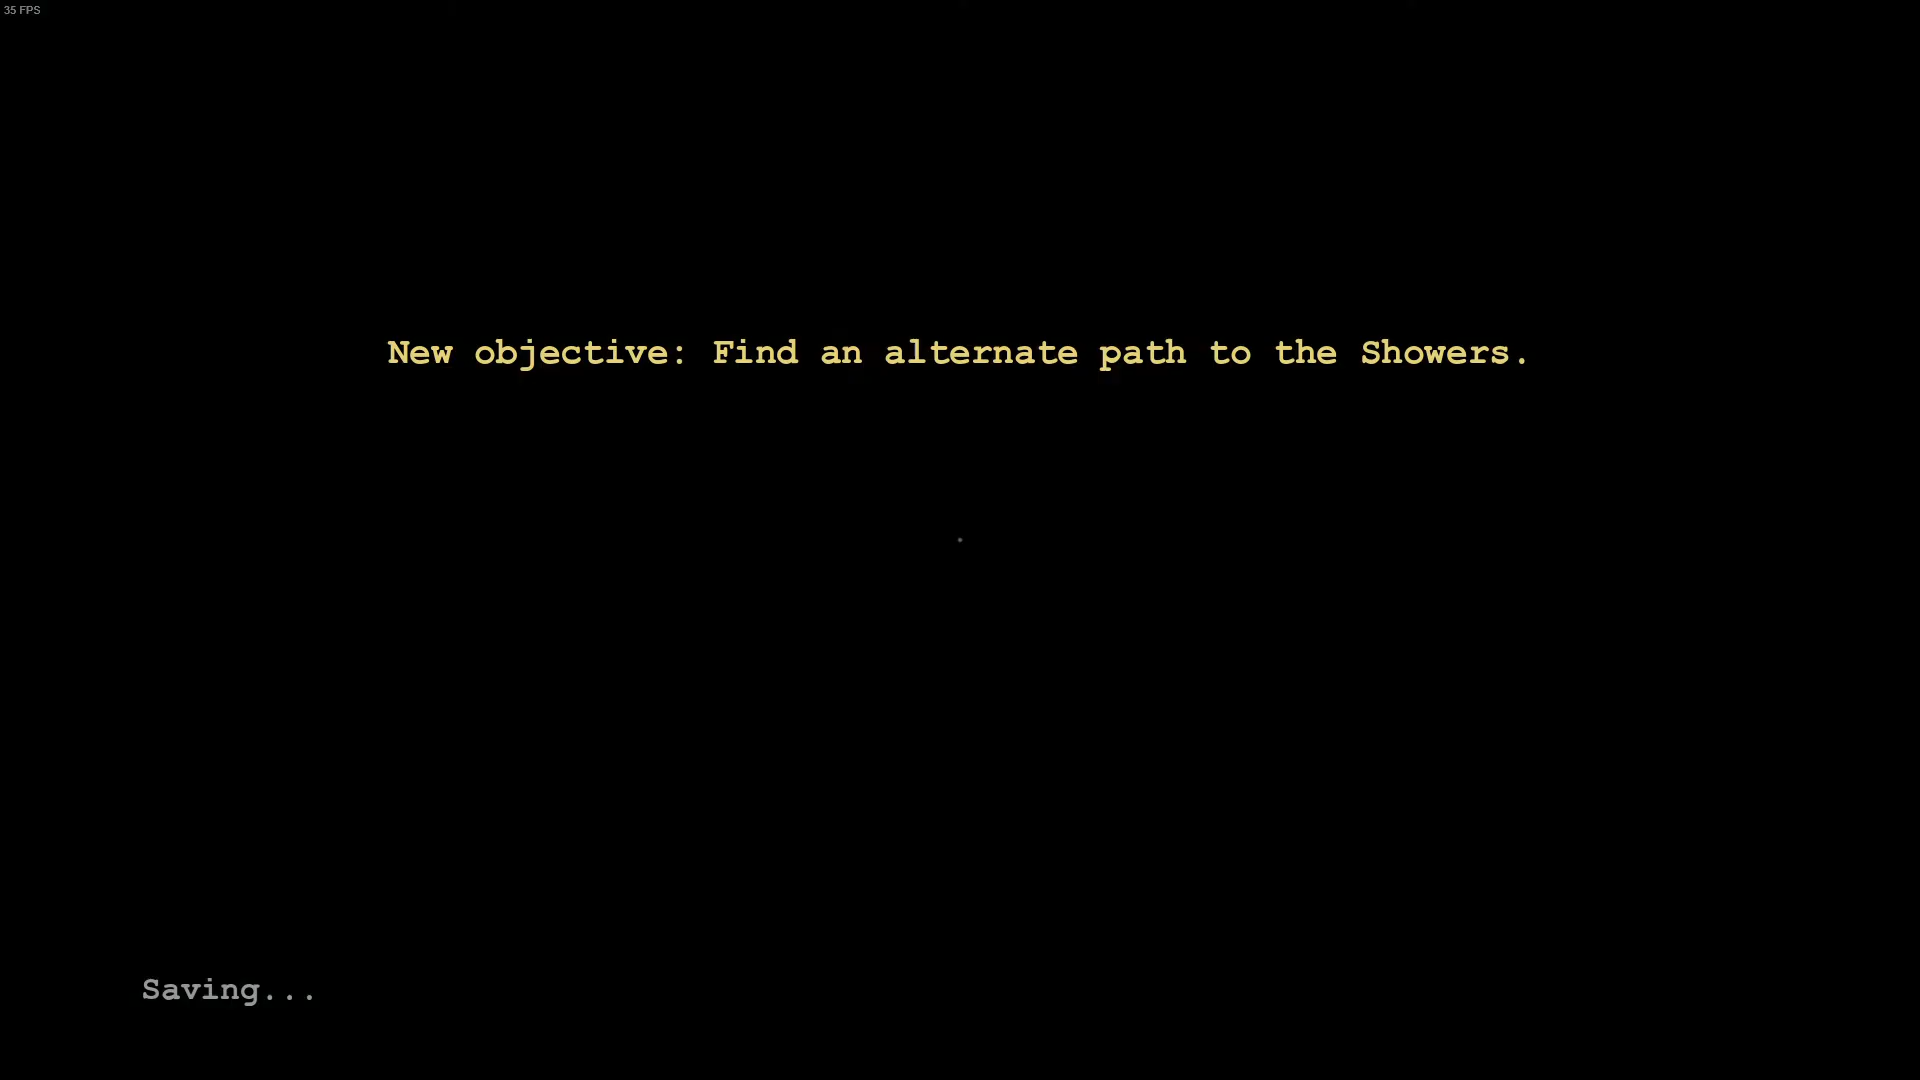 35 FPS
New objective: Find an alternate path to the Showers.
Saving...